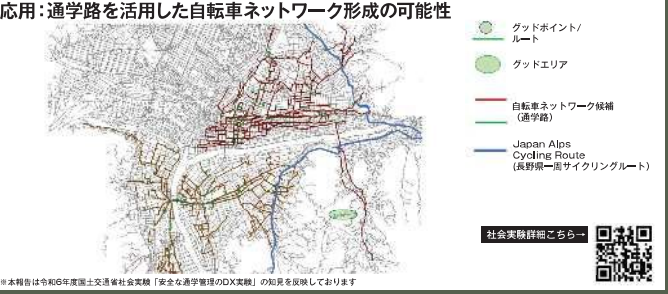 応用：通学路を活用した自転車ネットワーク形成の可能性
グッドポイント/
ルート
グッドエリア
自転車ネットワーク候補
（通学路）
Japan Alps
Cycling Route
(長野県一周サイクリングルート)
社会実験詳細こちら→
※本報告は令和6年度国土交通省社会実験「安全な通学管理のDX実験」の知見を反映しております